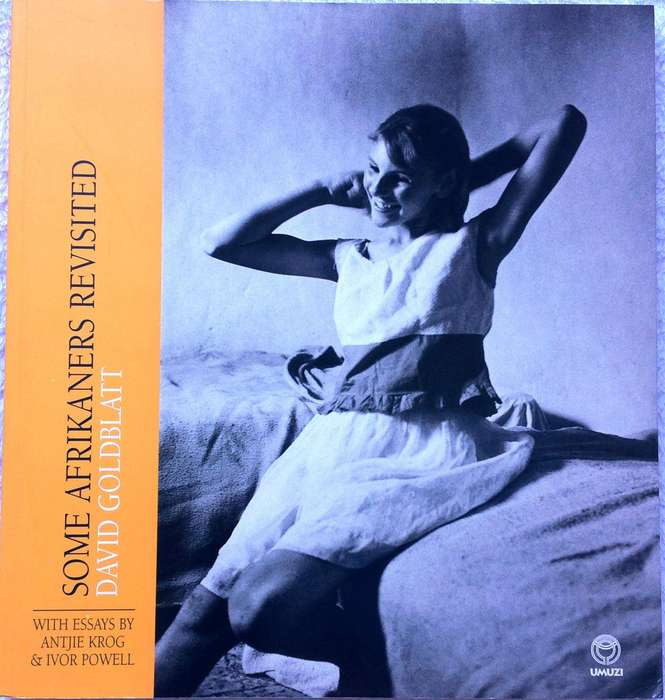 SOME AFRIKANERS REVISITED
DAVID GOLDBLATT
WITH ESSAYS BY
ANTJIE KROG
& IVOR POWELL
UMUZI